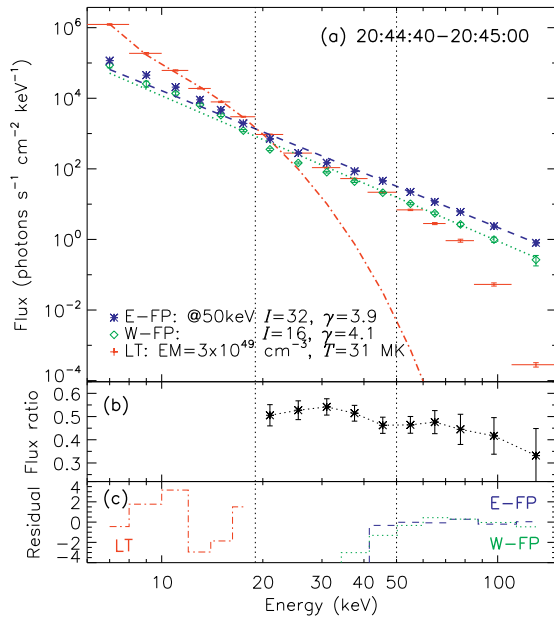 10⁶
10⁴
10²
10⁰
10⁻²
10⁻⁴
Flux (photons s⁻¹ cm⁻² keV⁻¹)
(a) 20:44:40−20:45:00
E−FP: @50keV I=32, γ=3.9
W−FP: I=16, γ=4.1
LT: EM=3x10⁴⁹ cm⁻³, T=31 MK
0.6
0.5
0.4
0.3
Flux ratio
(b)
4
2
0
−2
−4
Residual
(c)
LT
E−FP
W−FP
10 20 30 40 50 100
Energy (keV)